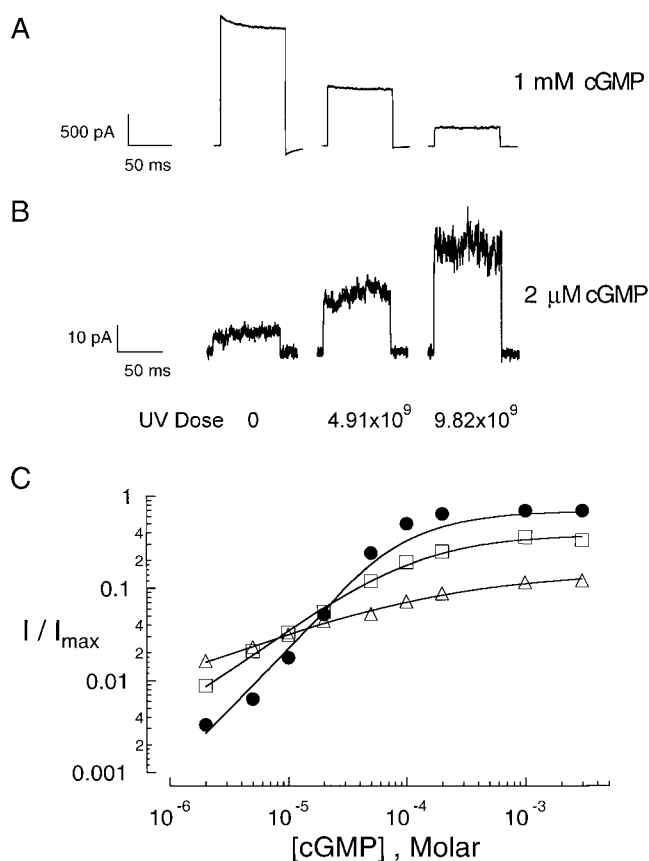 A
1 mM cGMP
500 pA
50 ms
B
2 μM cGMP
10 pA
50 ms
UV Dose 0 4.91x10^9 9.82x10^9
C
1
4
2
0.1
4
2
0.01
4
2
0.001
I / Imax
10^-6 10^-5 10^-4 10^-3
[cGMP] , Molar